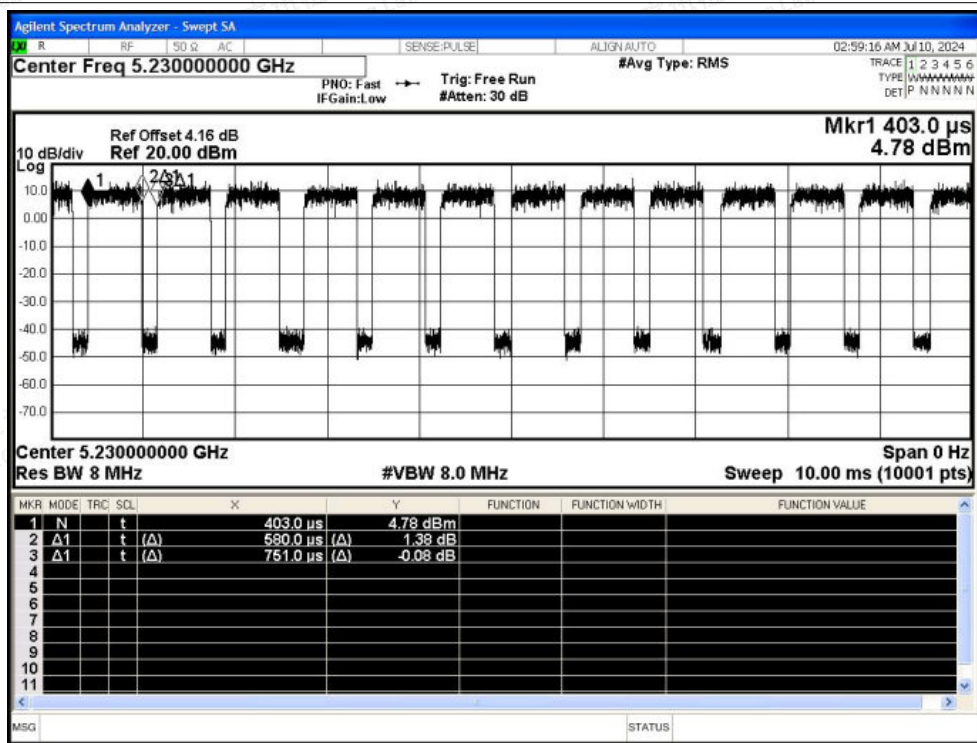 Agilent Spectrum Analyzer - Swept SA
LXI R RF 50 Ω AC SENSE:PULSE ALIGN AUTO 02:59:16 AM Jul 10, 2024
Center Freq 5.230000000 GHz #Avg Type: RMS TRACE 1 2 3 4 5 6
PNO: Fast Trig: Free Run TYPE
IFGain:Low #Atten: 30 dB DET P N N N N N
Mkr1 403.0 µs
Ref Offset 4.16 dB
10 dB/div Ref 20.00 dBm 4.78 dBm
Log
1 2Δ1 3Δ1
10.0
0.00
-10.0
-20.0
-30.0
-40.0
-50.0
-60.0
-70.0
Center 5.230000000 GHz Span 0 Hz
Res BW 8 MHz #VBW 8.0 MHz Sweep 10.00 ms (10001 pts)
MKR MODE TRC SCL X Y FUNCTION FUNCTION WIDTH FUNCTION VALUE
1 N t 403.0 µs 4.78 dBm
2 Δ1 t (Δ) 580.0 µs (Δ) 1.38 dB
3 Δ1 t (Δ) 751.0 µs (Δ) -0.08 dB
4
5
6
7
8
9
10
11
MSG STATUS